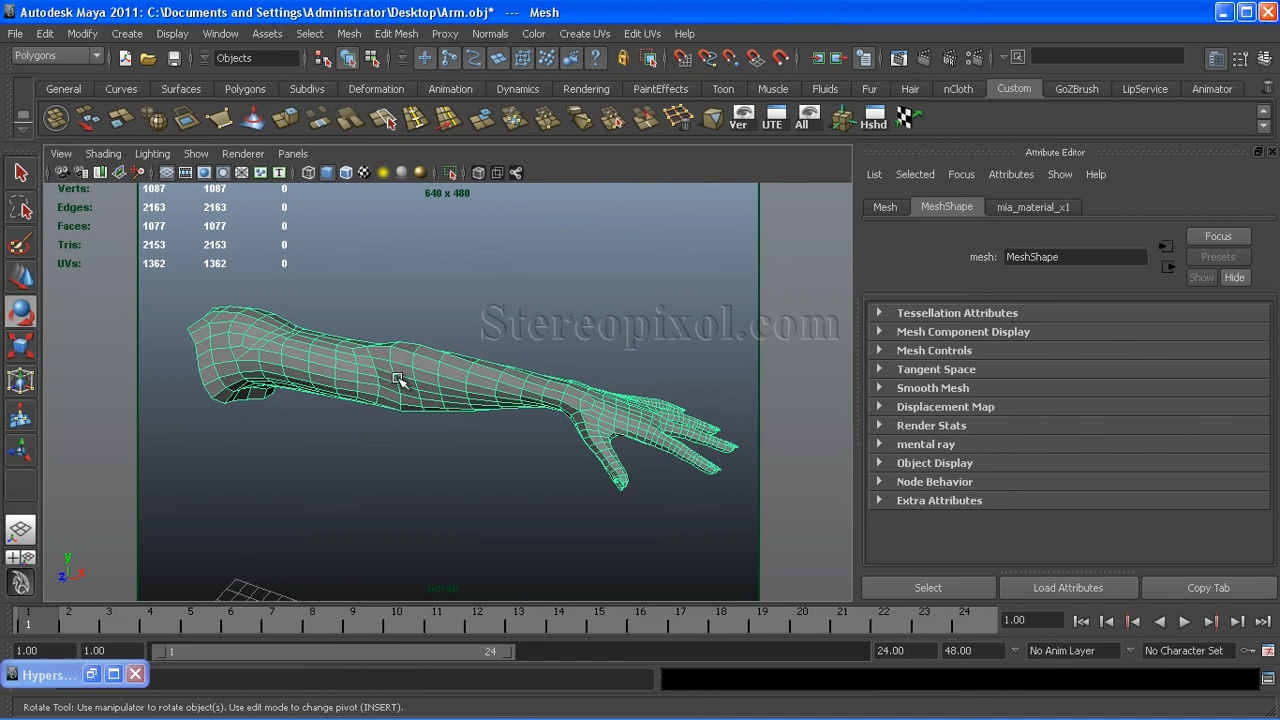 Autodesk Maya 2011: C:\Documents and Settings\Administrator\Desktop\Arm.obj* --- Mesh
File Edit Modify Create Display Window Assets Select Mesh Edit Mesh Proxy Normals Color Create UVs Edit UVs Help
Polygons Objects
General Curves Surfaces Polygons Subdivs Deformation Animation Dynamics Rendering PaintEffects Toon Muscle Fluids Fur Hair nCloth Custom GoZBrush LipService Animator
Ver UTE All Hshd
View Shading Lighting Show Renderer Panels
Attribute Editor
List Selected Focus Attributes Show Help
Mesh MeshShape mia_material_x1
Verts: 1087 1087 0
640 x 480
Edges: 2163 2163 0
Faces: 1077 1077 0
Tris: 2153 2153 0
UVs: 1362 1362 0
mesh: MeshShape
Focus
Presets
Show Hide
Stereopixol.com
Tessellation Attributes
Mesh Component Display
Mesh Controls
Tangent Space
Smooth Mesh
Displacement Map
Render Stats
mental ray
Object Display
Node Behavior
Extra Attributes
y
z x
persp
Select Load Attributes Copy Tab
1 2 3 4 5 6 7 8 9 10 11 12 13 14 15 16 17 18 19 20 21 22 23 24
1
1.00
1.00 1.00 1 24 24.00 48.00 No Anim Layer No Character Set
Hypers...
Rotate Tool: Use manipulator to rotate object(s). Use edit mode to change pivot (INSERT).